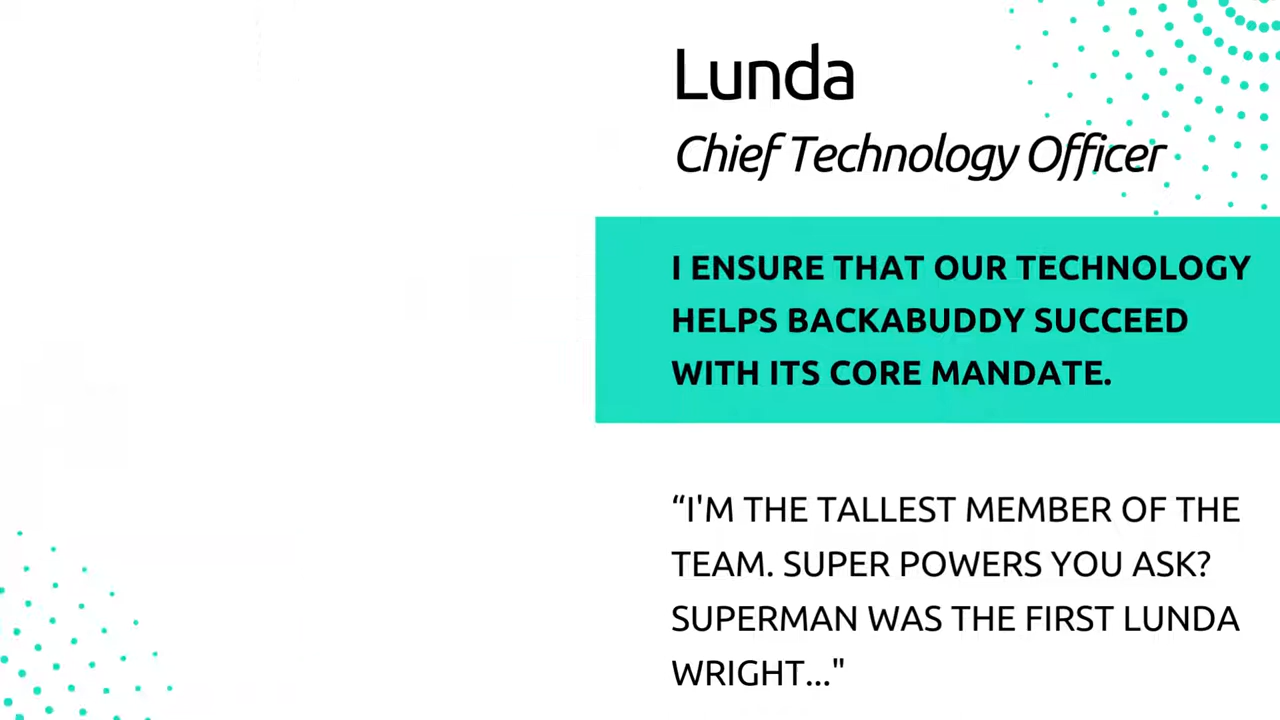 Lunda
Chief Technology Officer
I ENSURE THAT OUR TECHNOLOGY
HELPS BACKABUDDY SUCCEED
WITH ITS CORE MANDATE.
“I'M THE TALLEST MEMBER OF THE
TEAM. SUPER POWERS YOU ASK?
SUPERMAN WAS THE FIRST LUNDA
WRIGHT..."